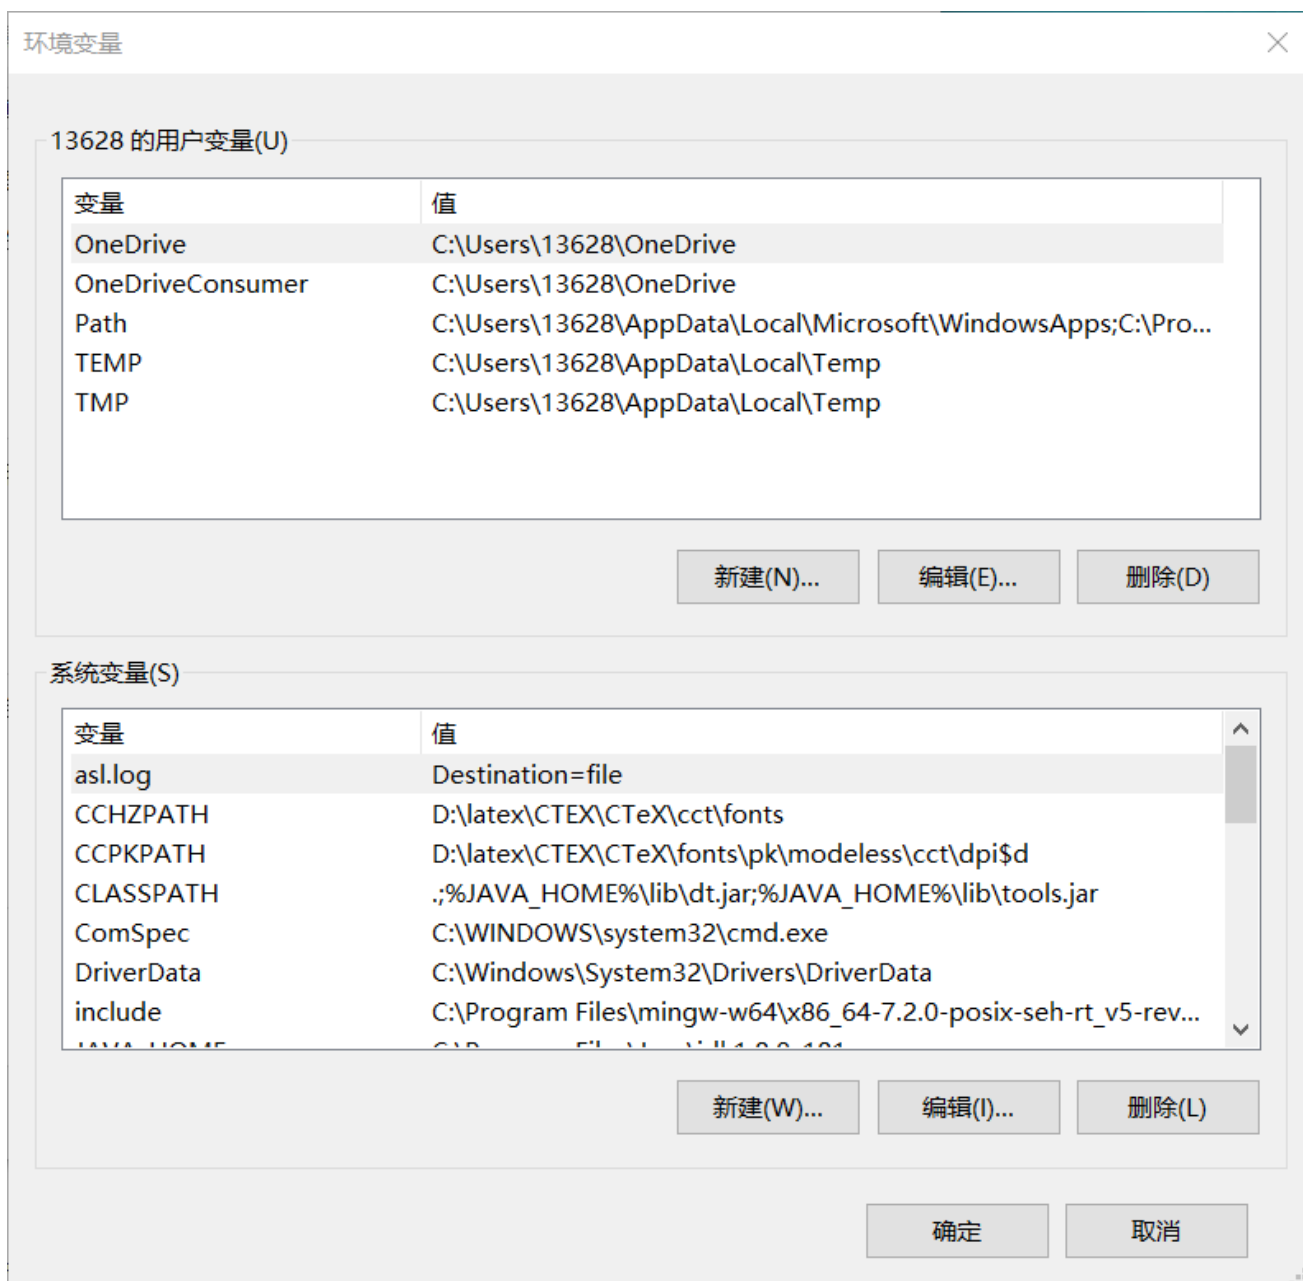 环境变量
13628 的用户变量(U)
变量 值
OneDrive C:\Users\13628\OneDrive
OneDriveConsumer C:\Users\13628\OneDrive
Path C:\Users\13628\AppData\Local\Microsoft\WindowsApps;C:\Pro...
TEMP C:\Users\13628\AppData\Local\Temp
TMP C:\Users\13628\AppData\Local\Temp
新建(N)... 编辑(E)... 删除(D)
系统变量(S)
变量 值
asl.log Destination=file
CCHZPATH D:\latex\CTEX\CTeX\cct\fonts
CCPKPATH D:\latex\CTEX\CTeX\fonts\pk\modeless\cct\dpi$d
CLASSPATH .;%JAVA_HOME%\lib\dt.jar;%JAVA_HOME%\lib\tools.jar
ComSpec C:\WINDOWS\system32\cmd.exe
DriverData C:\Windows\System32\Drivers\DriverData
include C:\Program Files\mingw-w64\x86_64-7.2.0-posix-seh-rt_v5-rev...
JAVA_HOME
新建(W)... 编辑(I)... 删除(L)
确定 取消